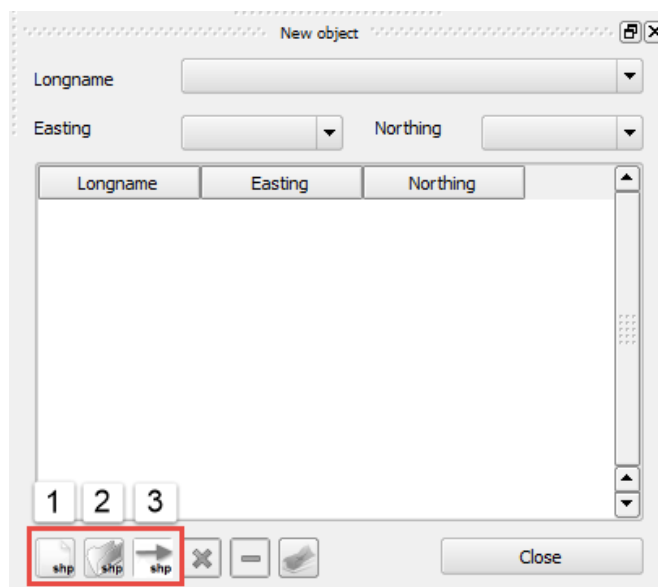 New object
Longname
Easting Northing
Longname Easting Northing
1 2 3
shp shp shp Close